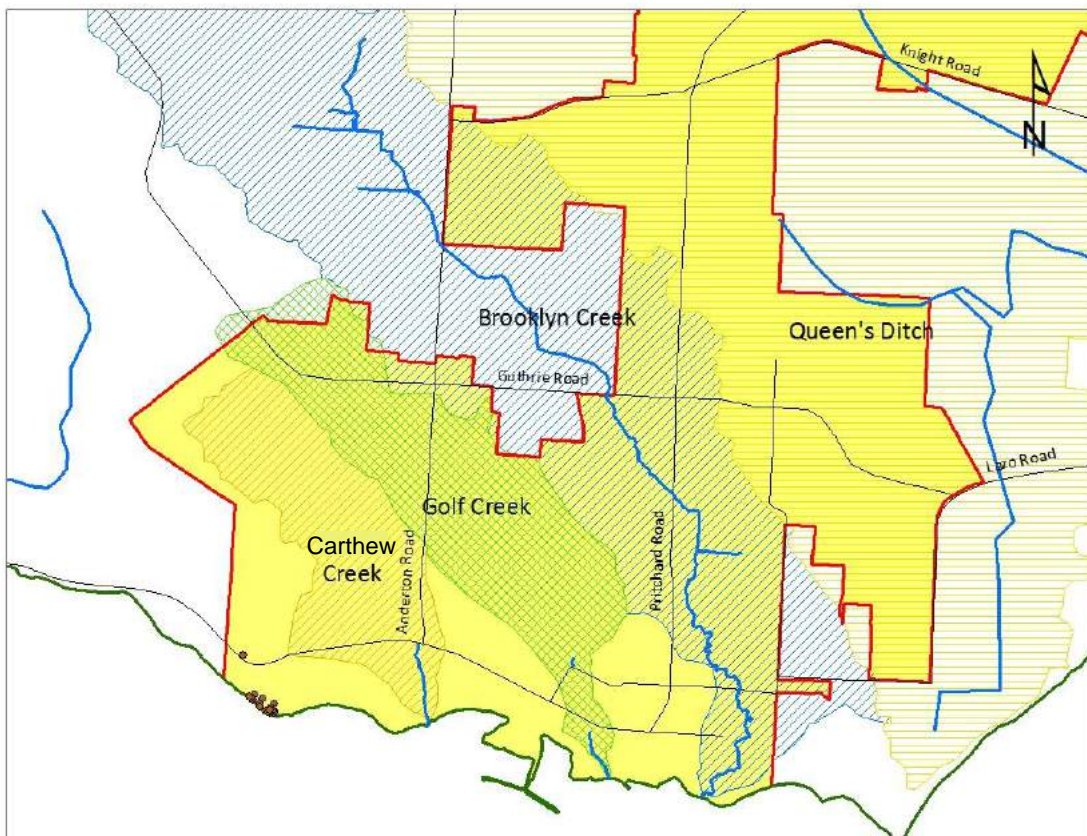 Knight Road
N
Brooklyn Creek
Queen's Ditch
Guthrie Road
Lazo Road
Golf Creek
Carthew
Creek
Anderton Road
Pritchard Road